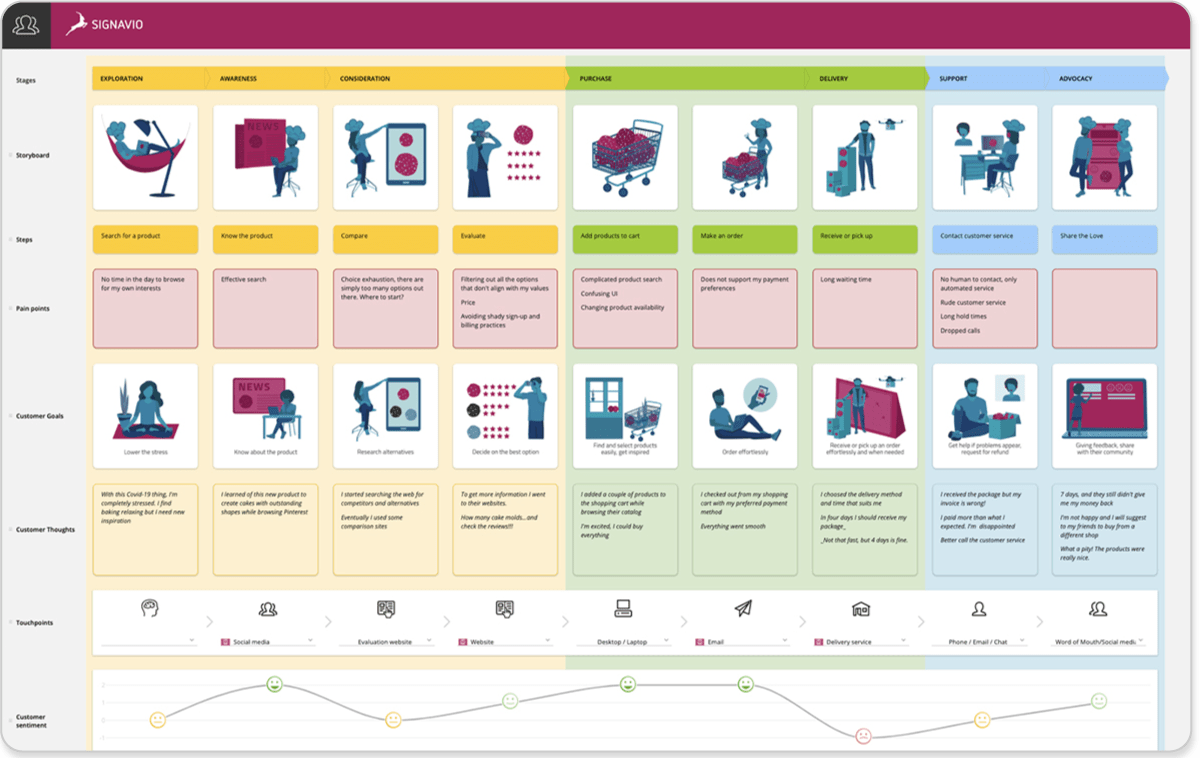 SIGNAVIO
Stages
EXPLORATION
AWARENESS
CONSIDERATION
PURCHASE
DELIVERY
SUPPORT
ADVOCACY
Storyboard
NEWS
Steps
Search for a product
Know the product
Compare
Evaluate
Add products to cart
Make an order
Receive or pick up
Contact customer service
Share the Love
Pain points
No time in the day to browse
for my own interests
Effective search
Choice exhaustion, there are
simply too many options out
there. Where to start?
Filtering out all the options
that don't align with my values
Price
Avoiding shady sign-up and
billing practices
Complicated product search
Confusing UI
Changing product availability
Does not support my payment
preferences
Long waiting time
No human to contact, only
automated service
Rude customer service
Long hold times
Dropped calls
Customer Goals
Lower the stress
NEWS
Know about the product
Research alternatives
Decide on the best option
Find and select products
easily, get inspired
Order effortlessly
Receive or pick up an order
effortlessly and when needed
Get help if problems appear,
request for refund
Giving feedback, share
with their community
Customer Thoughts
With this Covid-19 thing, I'm
completely stressed. I find
baking relaxing but I need new
inspiration
I learned of this new product to
create cakes with outstanding
shapes while browsing Pinterest
I started searching the web for
competitors and alternatives
Eventually I used some
comparison sites
To get more information I went
to their websites.
How many cake molds...and
check the reviews!!!
I added a couple of products to
the shopping cart while
browsing their catalog
I'm excited, I could buy
everything
I checked out from my shopping
cart with my preferred payment
method
Everything went smooth
I choosed the delivery method
and time that suits me
In four days I should receive my
package_
_Not that fast, but 4 days is fine.
I received the package but my
invoice is wrong!
I paid more than what I
expected. I'm disappointed
Better call the customer service
7 days, and they still didn't give
me my money back
I'm not happy and I will suggest
to my friends to buy from a
different shop
What a pity! The products were
really nice.
Touchpoints
Social media
Evaluation website
Website
Desktop / Laptop
Email
Delivery service
Phone / Email / Chat
Word of Mouth/Social medi
Customer
sentiment
2
1
0